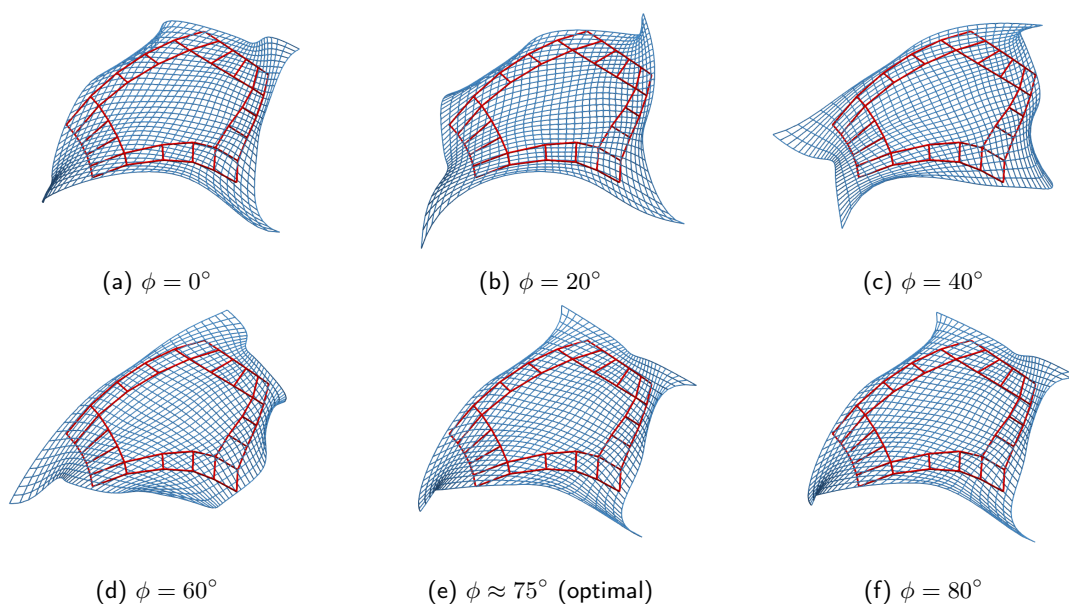 (a) ϕ = 0°
(b) ϕ = 20°
(c) ϕ = 40°
(d) ϕ = 60°
(e) ϕ ≈ 75° (optimal)
(f) ϕ = 80°